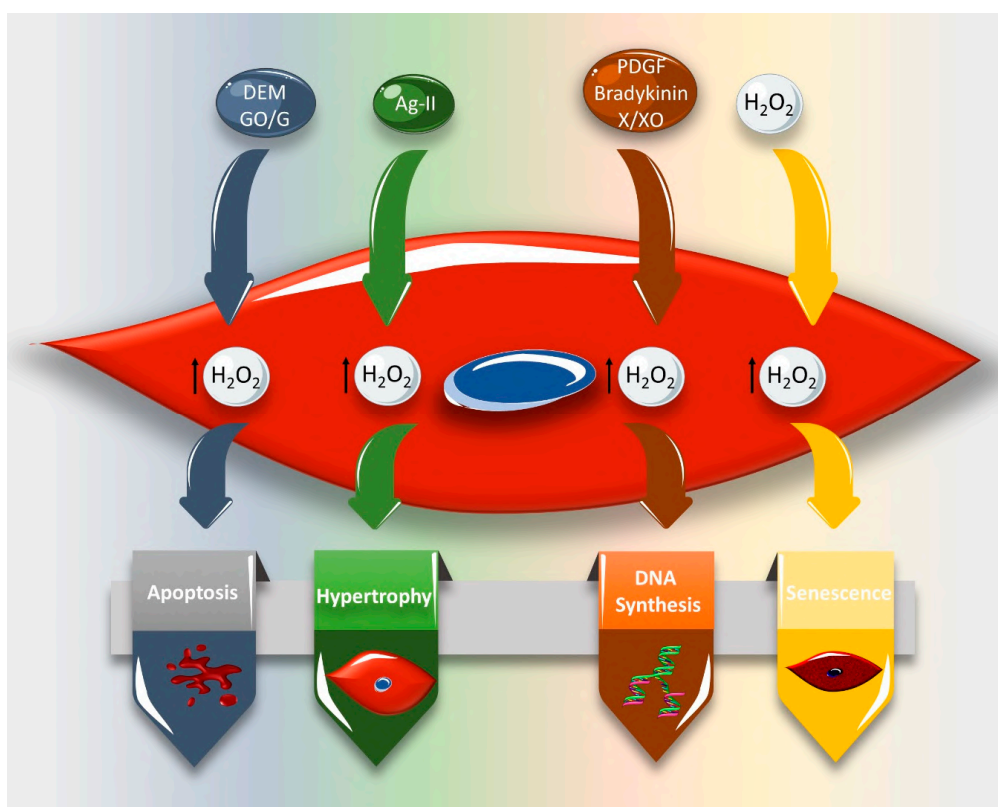 DEM
GO/G
Ag-II
PDGF
Bradykinin
X/XO
H₂O₂
↑ H₂O₂
↑ H₂O₂
↑ H₂O₂
↑ H₂O₂
Apoptosis
Hypertrophy
DNA
Synthesis
Senescence